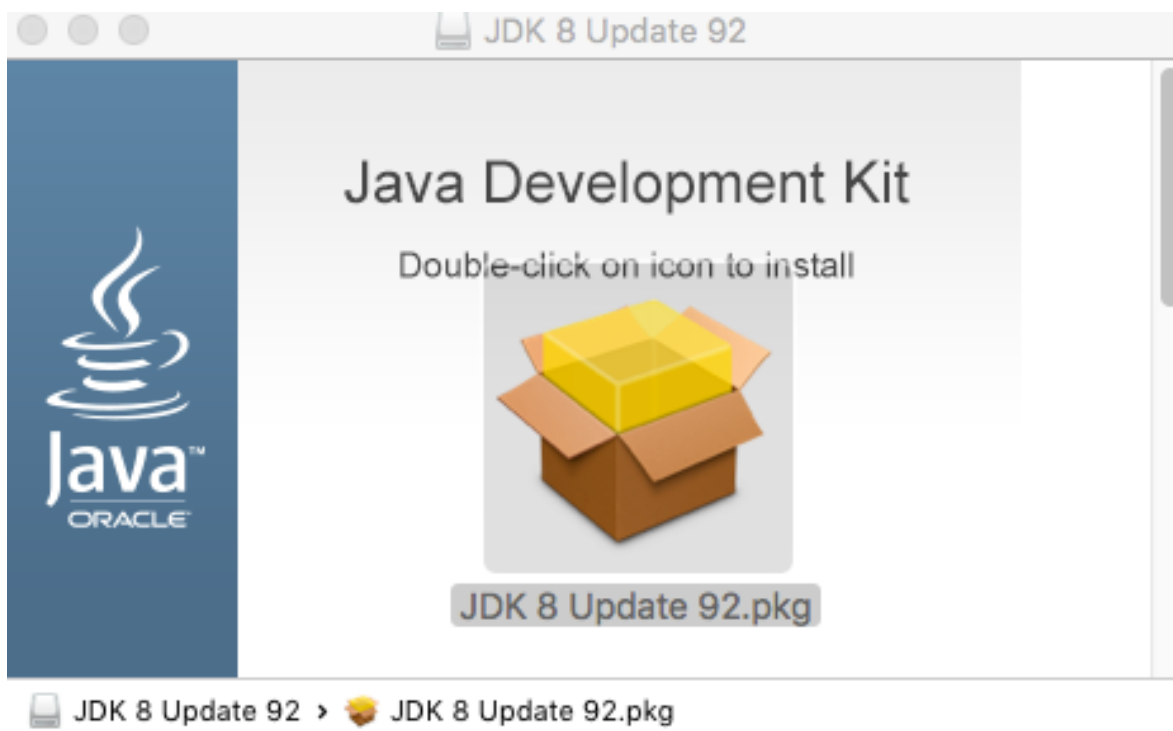 JDK 8 Update 92
Java Development Kit
Double-click on icon to install
Java™
ORACLE
JDK 8 Update 92.pkg
JDK 8 Update 92 › JDK 8 Update 92.pkg